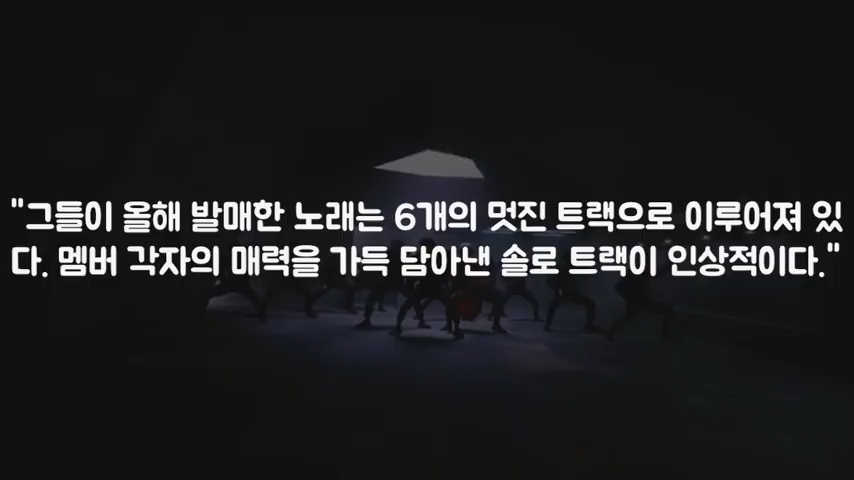 "그들이 올해 발매한 노래는 6개의 멋진 트랙으로 이루어져 있
다. 멤버 각자의 매력을 가득 담아낸 솔로 트랙이 인상적이다."